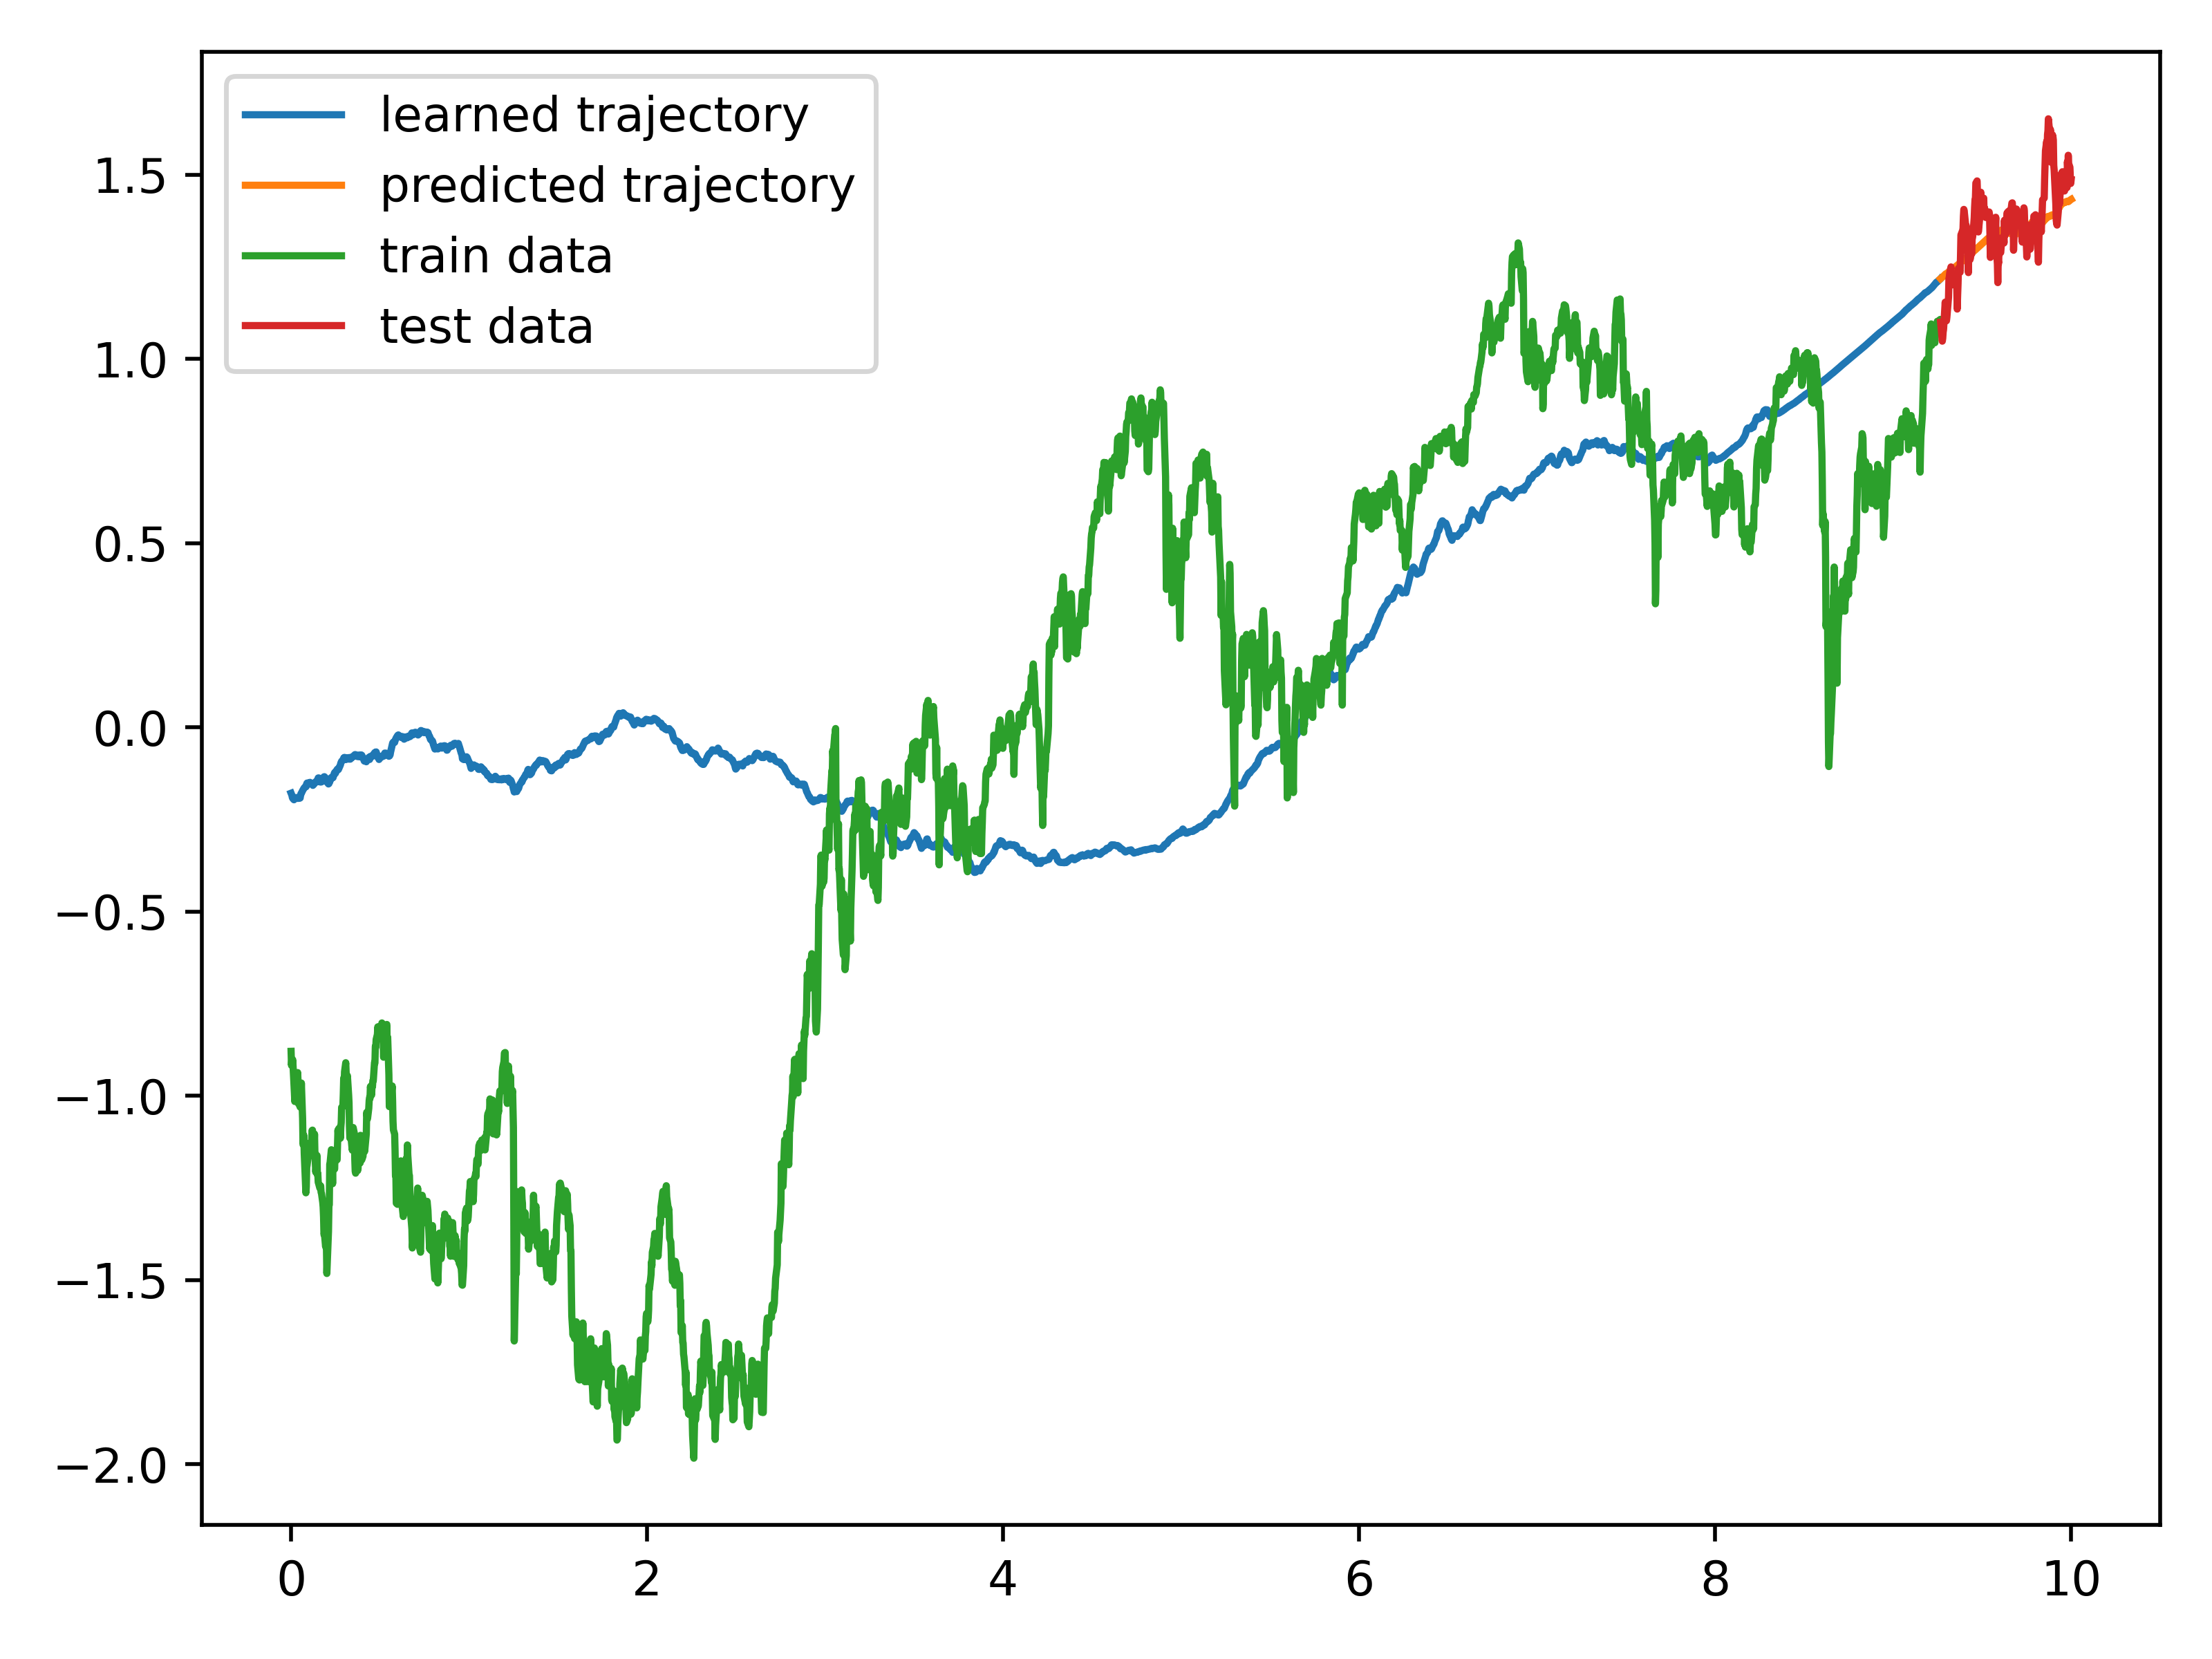 learned trajectory
predicted trajectory
train data
test data
1.5
1.0
0.5
0.0
−0.5
−1.0
−1.5
−2.0
0 2 4 6 8 10